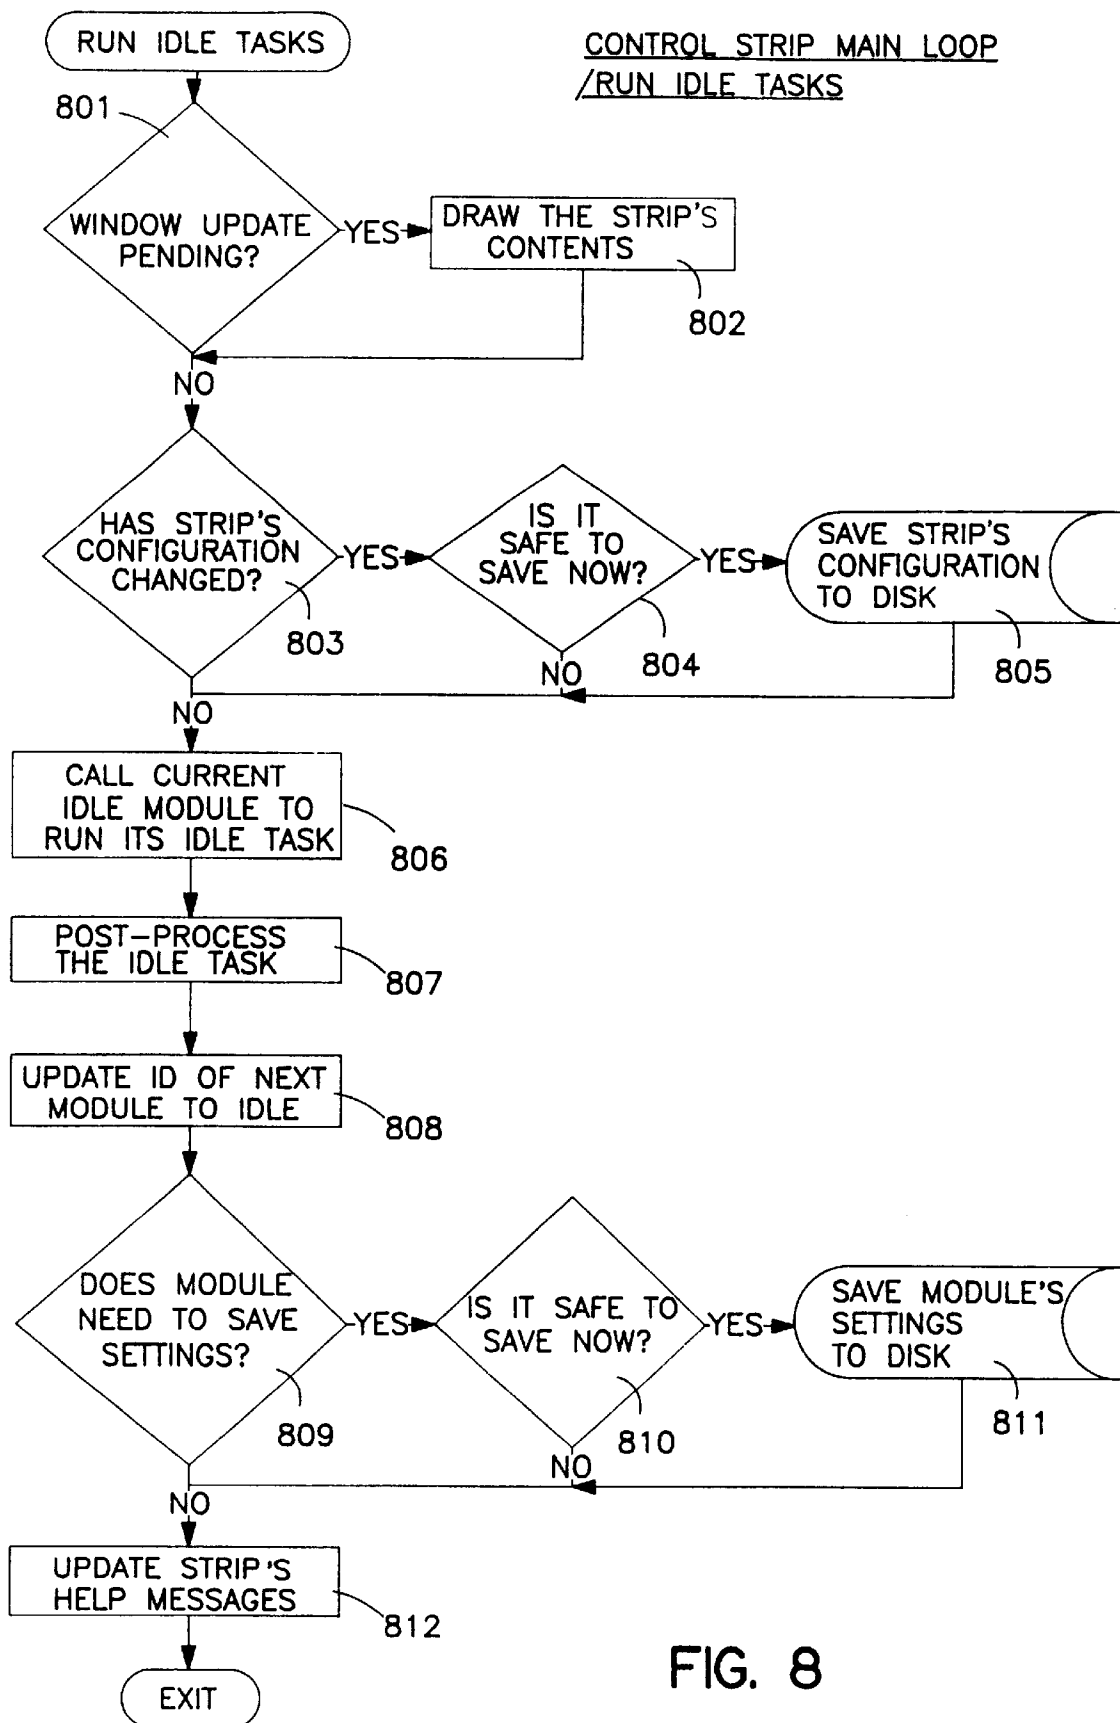 RUN IDLE TASKS
CONTROL STRIP MAIN LOOP
/RUN IDLE TASKS
801
WINDOW UPDATE
PENDING?
YES
DRAW THE STRIP'S
CONTENTS
802
NO
HAS STRIP'S
CONFIGURATION
CHANGED?
803
YES
IS IT
SAFE TO
SAVE NOW?
804
YES
SAVE STRIP'S
CONFIGURATION
TO DISK
805
NO
NO
CALL CURRENT
IDLE MODULE TO
RUN ITS IDLE TASK
806
POST-PROCESS
THE IDLE TASK
807
UPDATE ID OF NEXT
MODULE TO IDLE
808
DOES MODULE
NEED TO SAVE
SETTINGS?
809
YES
IS IT SAFE TO
SAVE NOW?
810
YES
SAVE MODULE'S
SETTINGS
TO DISK
811
NO
NO
UPDATE STRIP'S
HELP MESSAGES
812
EXIT
FIG. 8